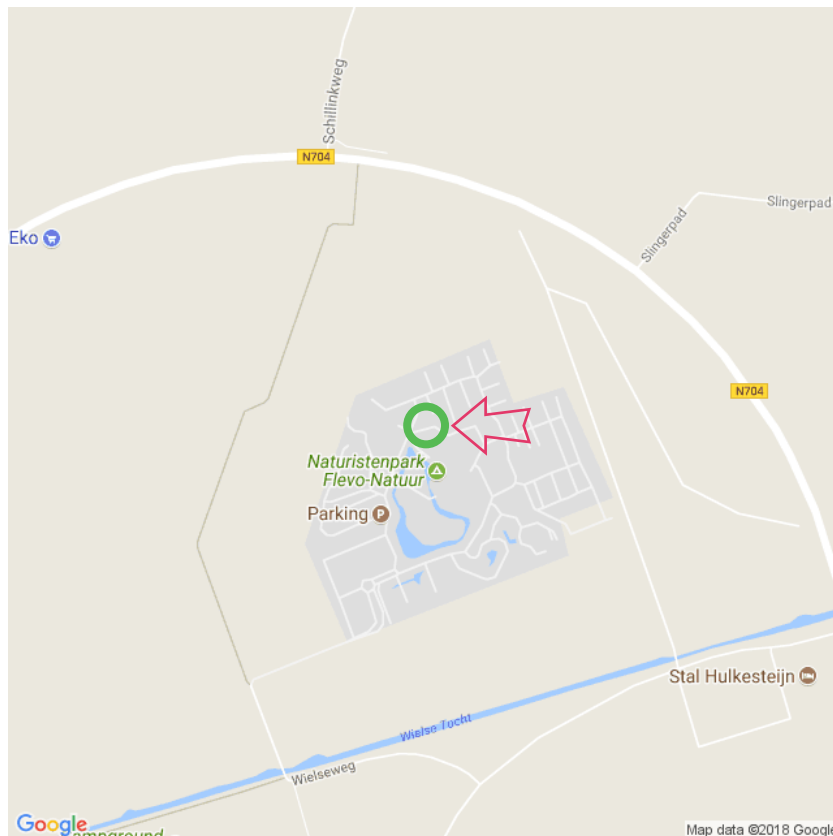 Schillinkweg
N704
Slingerpad
Slingerpad
Eko
N704
Naturistenpark
Flevo-Natuur
Parking
Stal Hulkesteijn
Wielse Tocht
Wielseweg
Google
Map data ©2018 Google